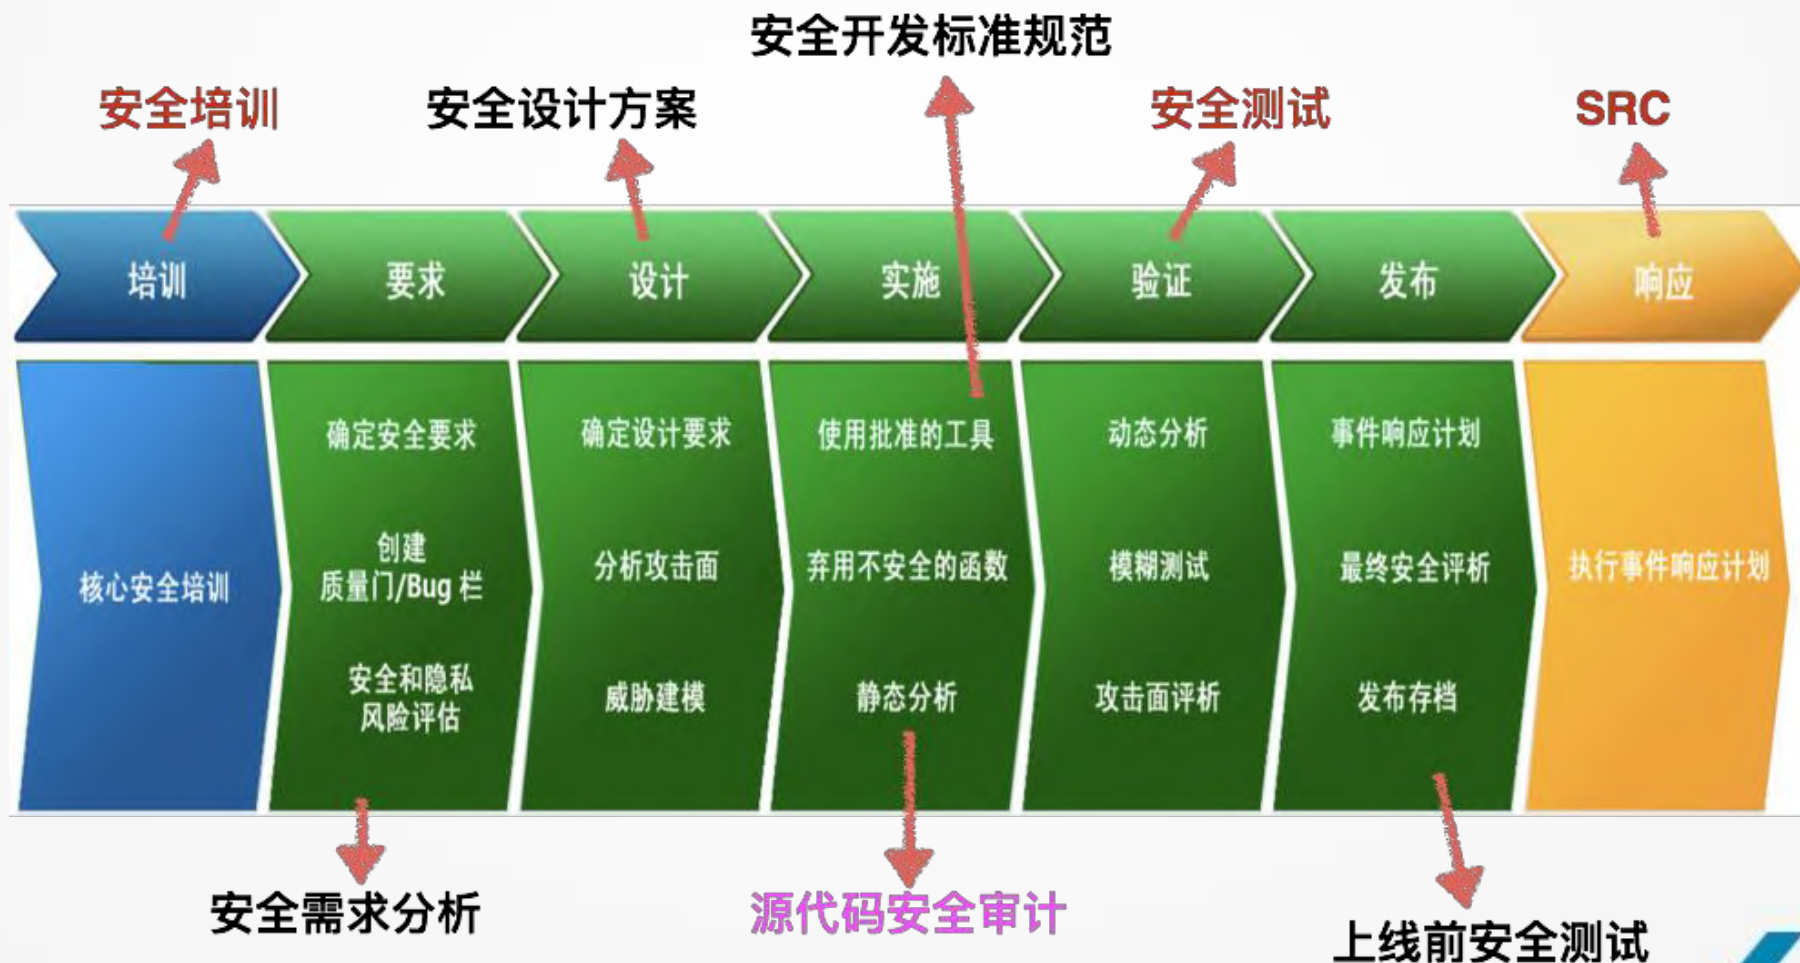 安全开发标准规范
安全培训
安全设计方案
安全测试
SRC
培训
要求
设计
实施
验证
发布
响应
核心安全培训
确定安全要求
创建
质量门/Bug 栏
安全和隐私
风险评估
确定设计要求
分析攻击面
威胁建模
使用批准的工具
弃用不安全的函数
静态分析
动态分析
模糊测试
攻击面评析
事件响应计划
最终安全评析
发布存档
执行事件响应计划
安全需求分析
源代码安全审计
上线前安全测试